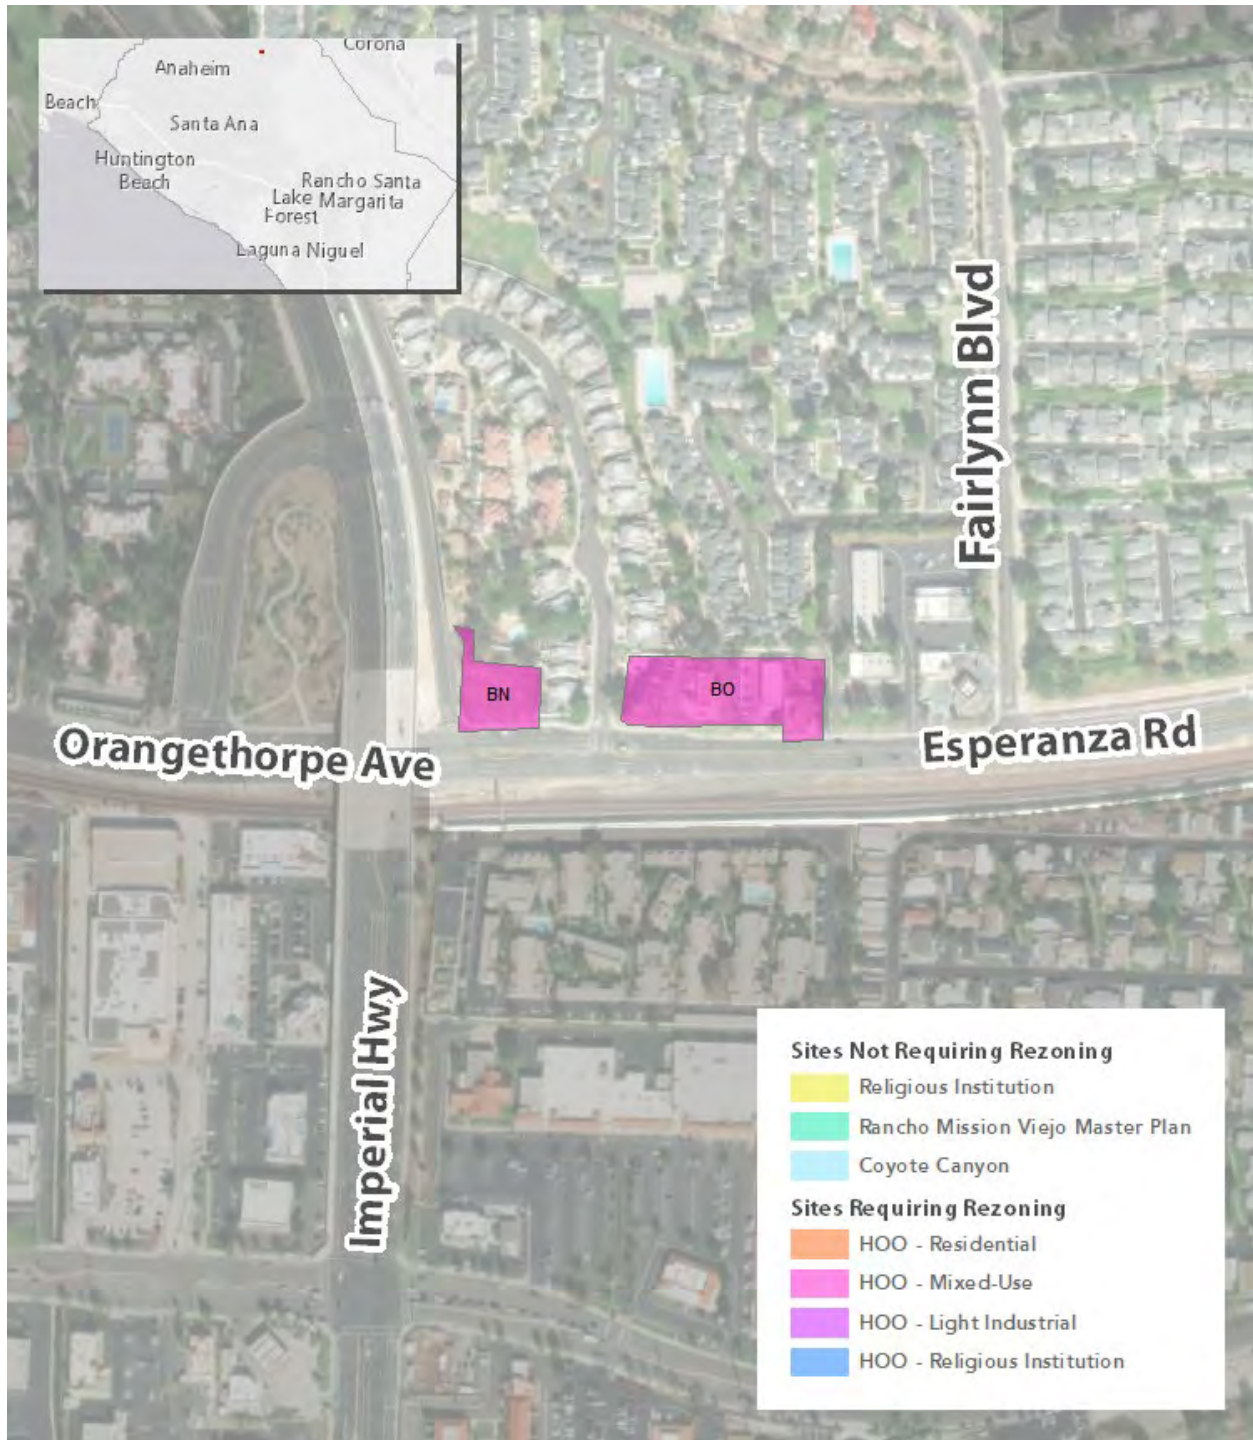 Corona
Anaheim
Beach
Santa Ana
Huntington
Beach
Rancho Santa
Lake Margarita
Forest
Laguna Niguel
Fairlynn Blvd
BN
BO
Orangethorpe Ave
Esperanza Rd
Imperial Hwy
Sites Not Requiring Rezoning
Religious Institution
Rancho Mission Viejo Master Plan
Coyote Canyon
Sites Requiring Rezoning
HOO - Residential
HOO - Mixed-Use
HOO - Light Industrial
HOO - Religious Institution